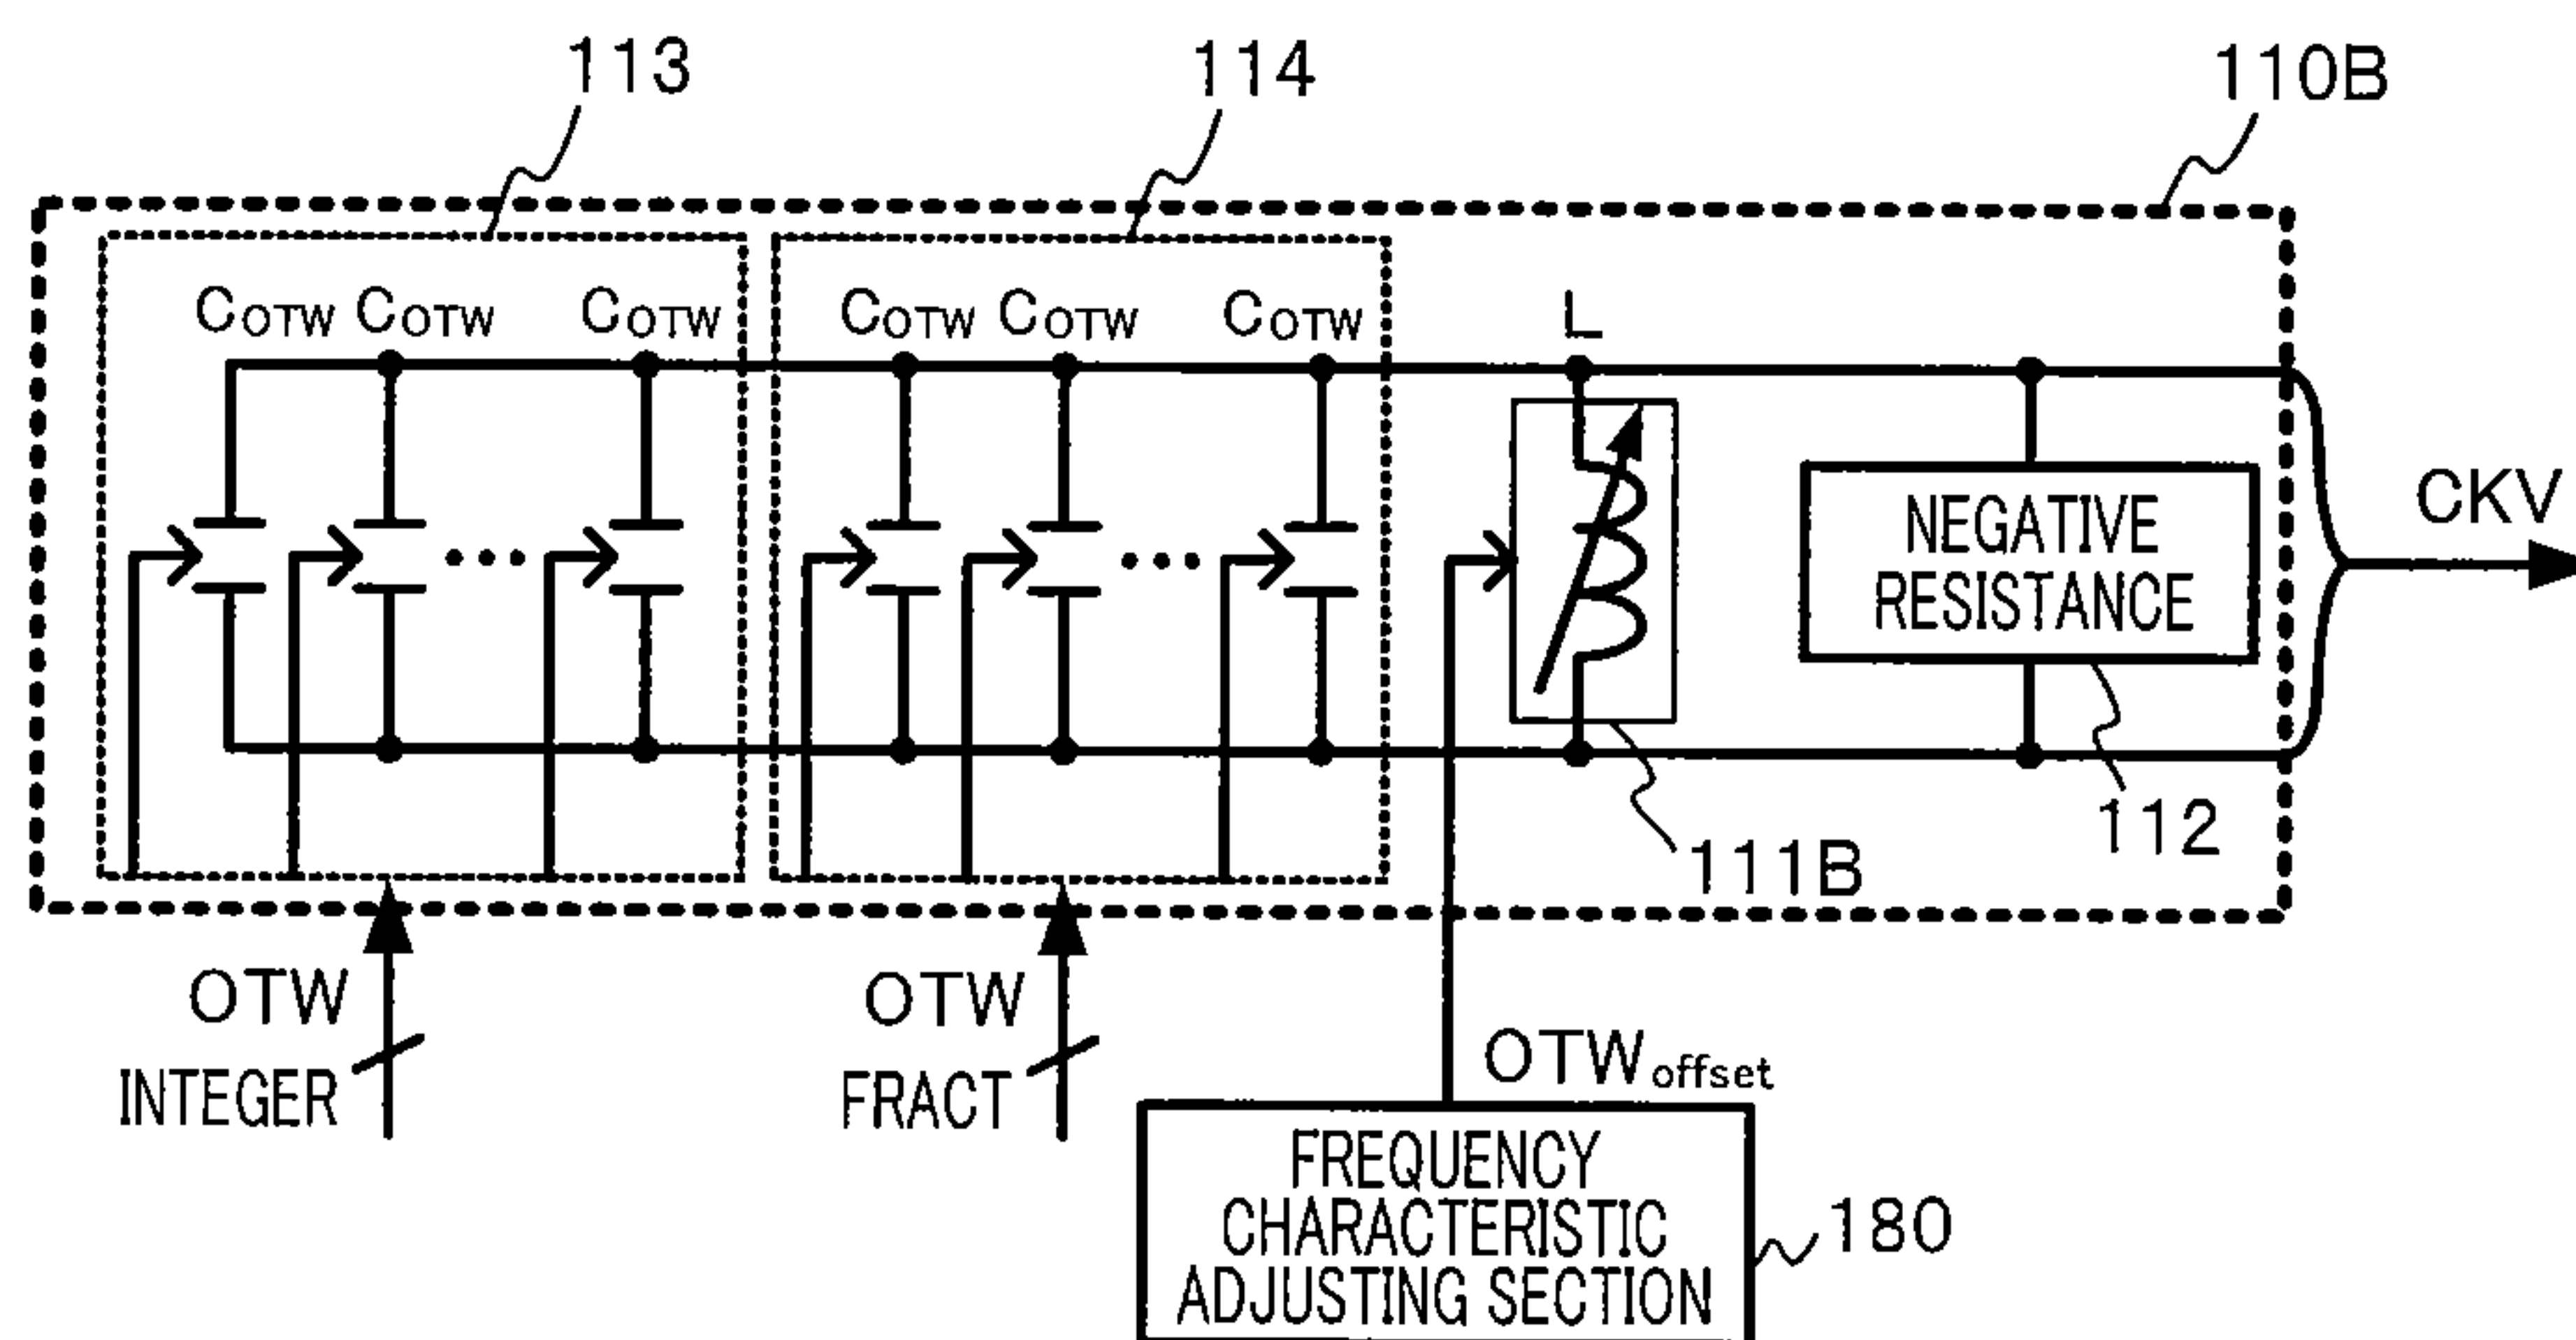 113
114
110B
COTW COTW COTW
COTW COTW COTW
L
NEGATIVE
RESISTANCE
CKV
112
111B
OTW
INTEGER
OTW
FRACT
OTWoffset
FREQUENCY
CHARACTERISTIC
ADJUSTING SECTION
180